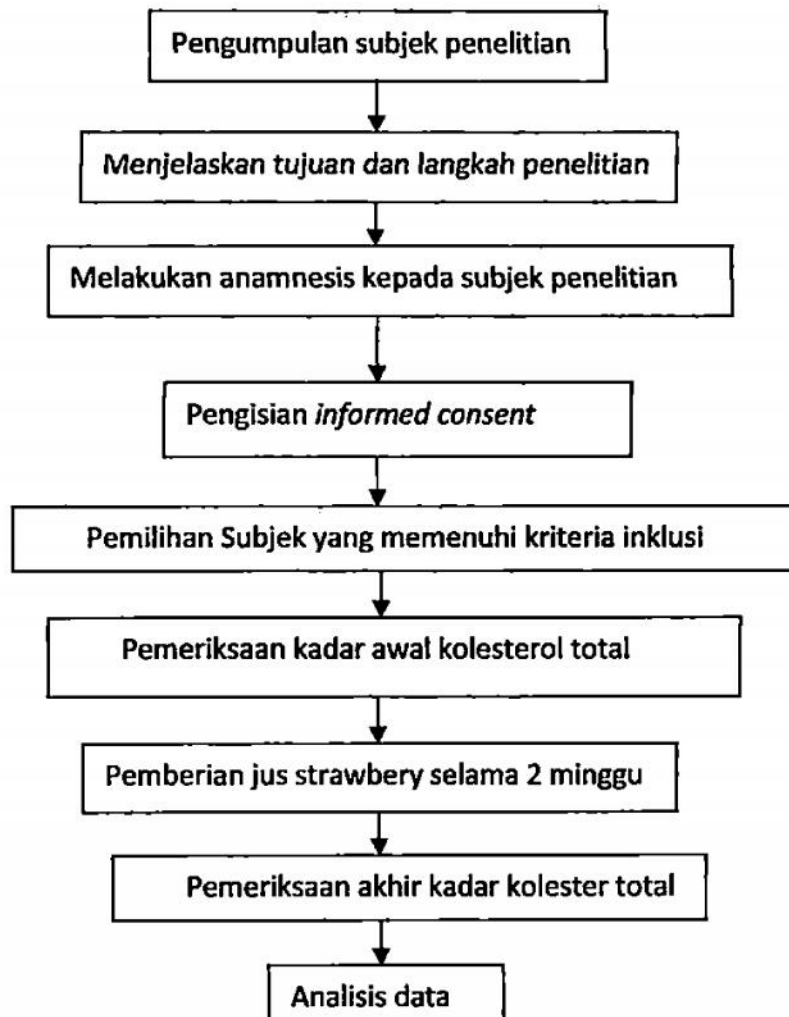 Pengumpulan subjek penelitian
Menjelaskan tujuan dan langkah penelitian
Melakukan anamnesis kepada subjek penelitian
Pengisian informed consent
Pemilihan Subjek yang memenuhi kriteria inklusi
Pemeriksaan kadar awal kolesterol total
Pemberian jus strawbery selama 2 minggu
Pemeriksaan akhir kadar kolester total
Analisis data